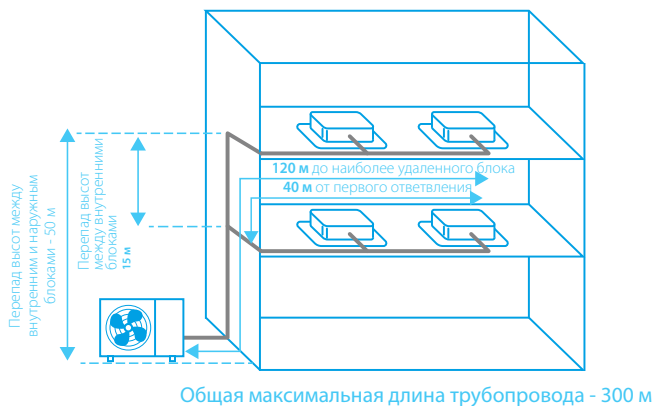 Перепад высот между
внутренним и наружным
блоками - 50 м
Перепад высот
между внутренними
блоками
15 м
120 м до наиболее удаленного блока
40 м от первого ответвления
Общая максимальная длина трубопровода - 300 м